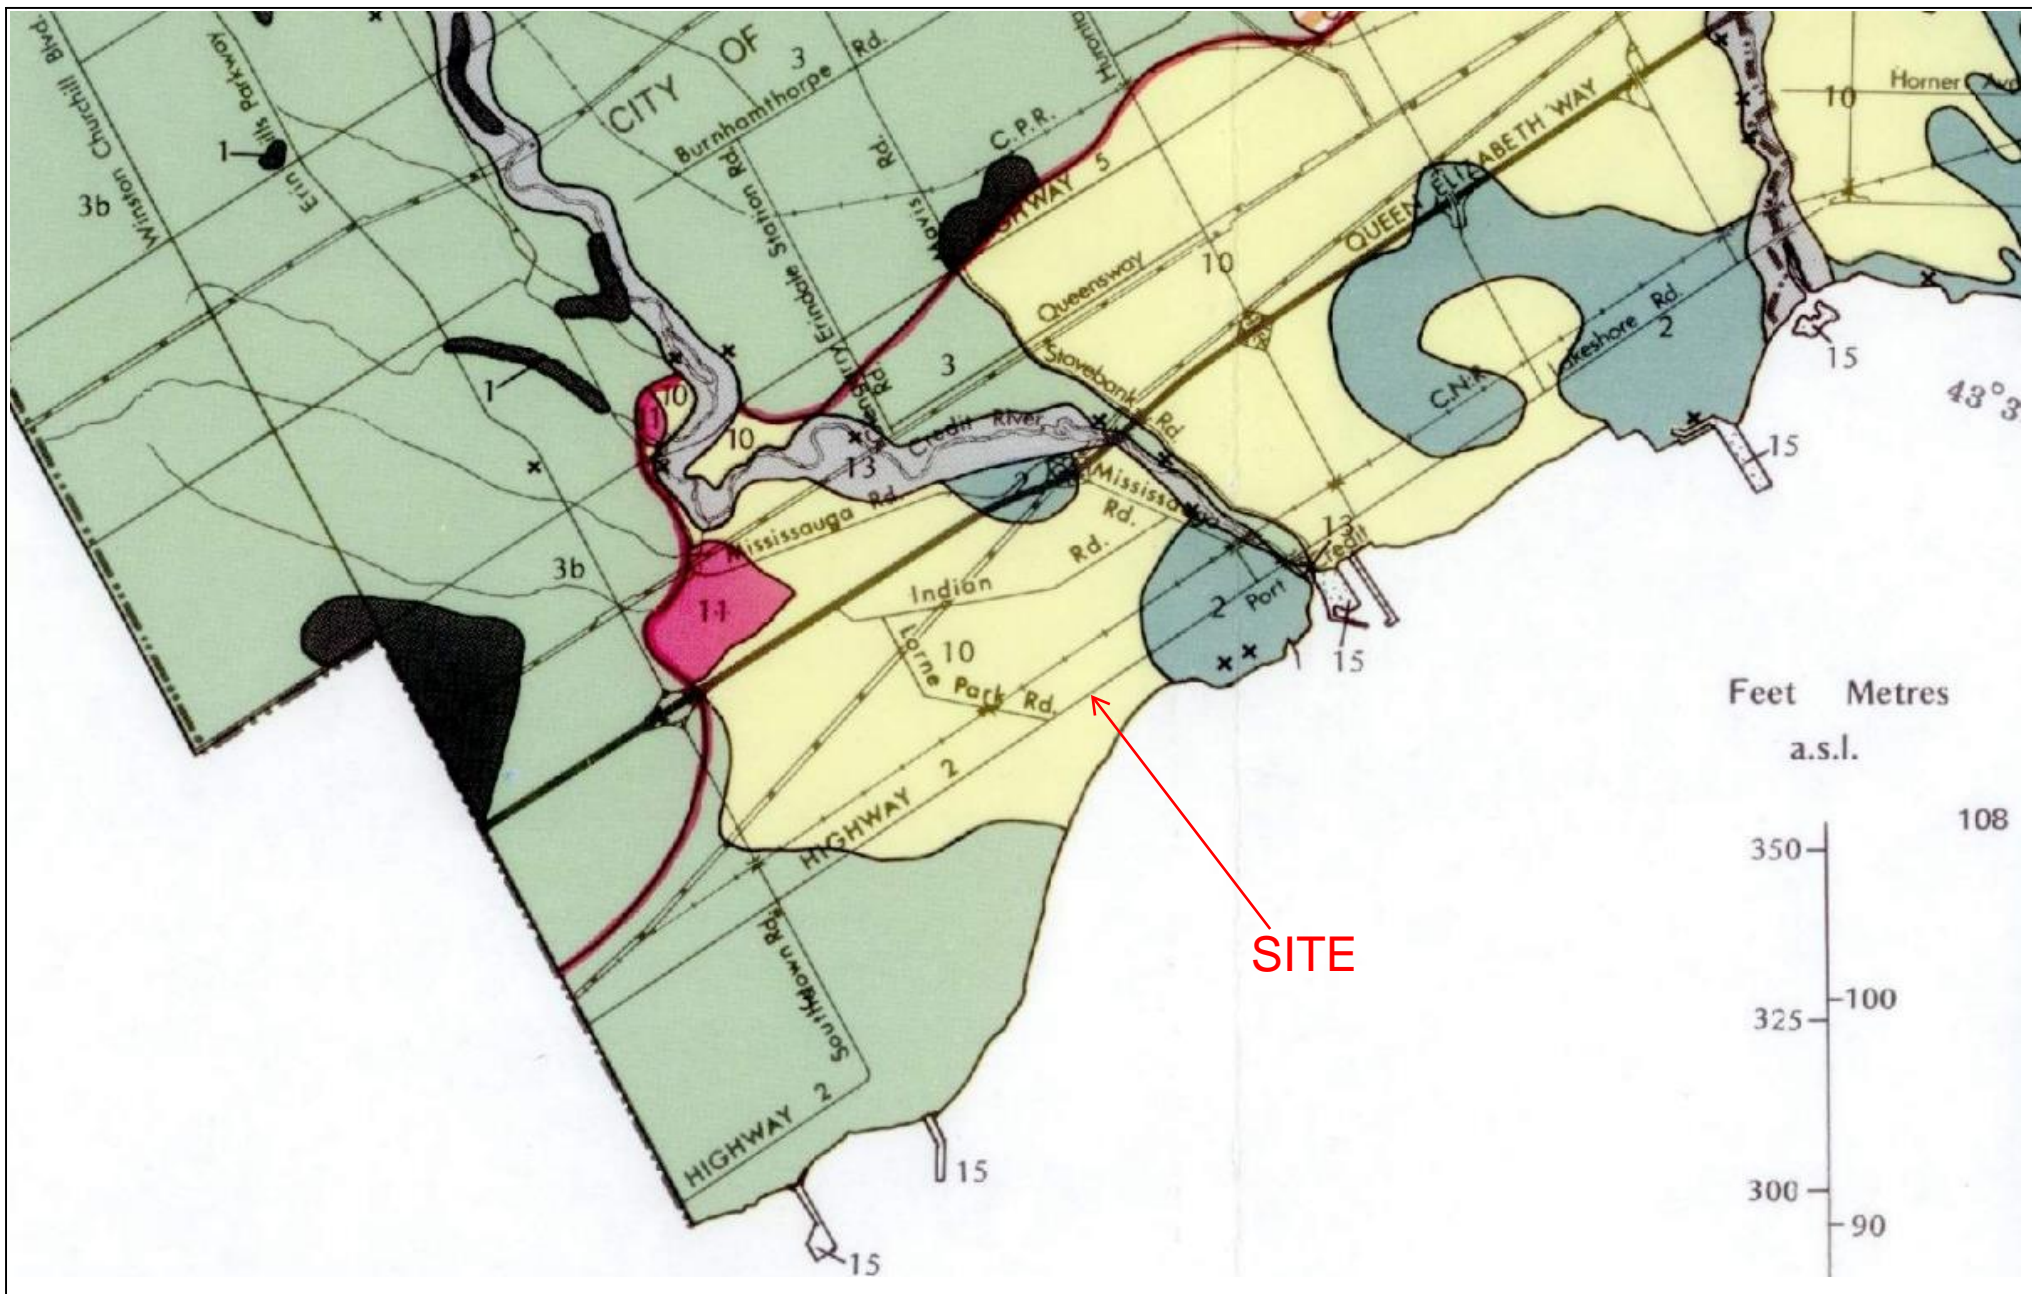 Winston Churchill Blvd.
Erin Mills Parkway
CITY OF
3
Burnhamthorpe Rd.
C.P.R.
10
Horner Ave
1
3b
Erindale Station Rd.
Mavis Rd.
HIGHWAY 5
QUEEN ELIZABETH WAY
Queensway
10
Lakeshore Rd.
2
15
C.N.R.
43°3
3
Stavebank Rd.
1
10
11
10
Credit River
13
15
Mississauga Rd.
Mississauga Rd.
2
13
Credit
3b
Indian Rd.
11
2
Port
15
Lorne Park Rd.
10
Feet Metres
a.s.l.
HIGHWAY 2
108
350
SITE
Southdown Rd.
100
325
HIGHWAY 2
15
300
90
15